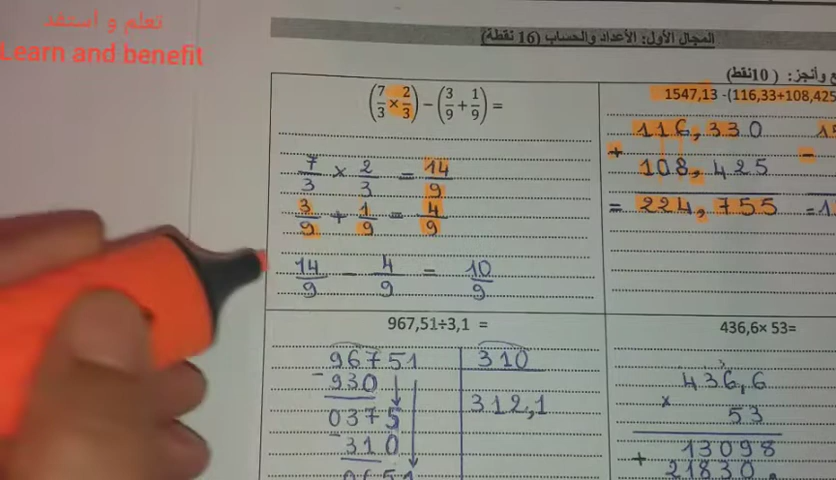 تعلم و أستفد
Learn and benefit
المجال الأول: الأعداد والحساب (16 نقطة)
وأنجز: (10نقط)
(7/3 × 2/3) − (3/9 + 1/9) =
7/3 × 2/3 = 14/9
3/9 + 1/9 = 4/9
14/9 − 4/9 = 10/9
1547,13 -(116,33+108,425
116,330
+ 108,425
= 224,755
967,51÷3,1 =
96751 310
- 930 312,1
0375
- 310
436,6× 53=
436,6
× 53
13098
+ 21830.